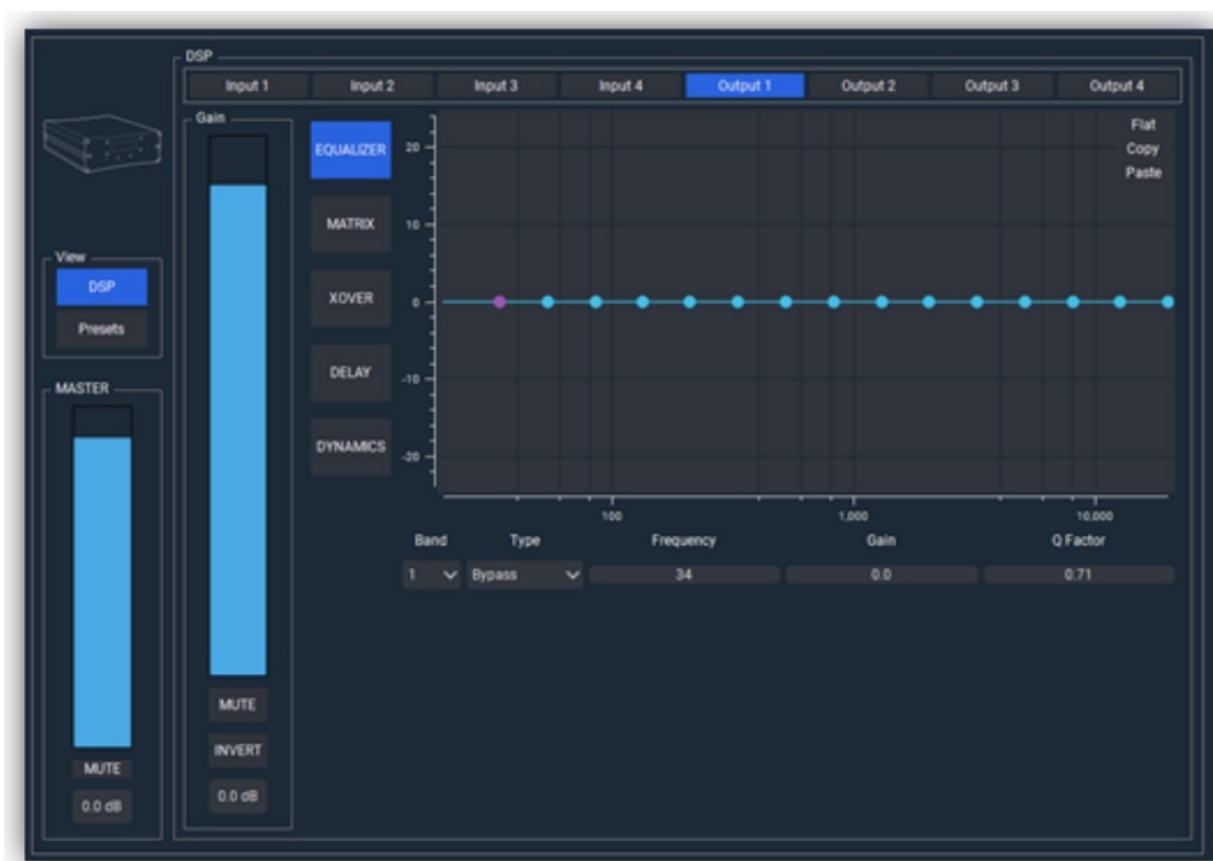 DSP
Input 1 Input 2 Input 3 Input 4 Output 1 Output 2 Output 3 Output 4
Gain
EQUALIZER
MATRIX
XOVER
DELAY
DYNAMICS
20
10
0
-10
-20
Flat
Copy
Paste
100 1,000 10,000
Band Type Frequency Gain Q Factor
1 Bypass 34 0.0 0.71
View
DSP
Presets
MASTER
MUTE
0.0 dB
MUTE
INVERT
0.0 dB